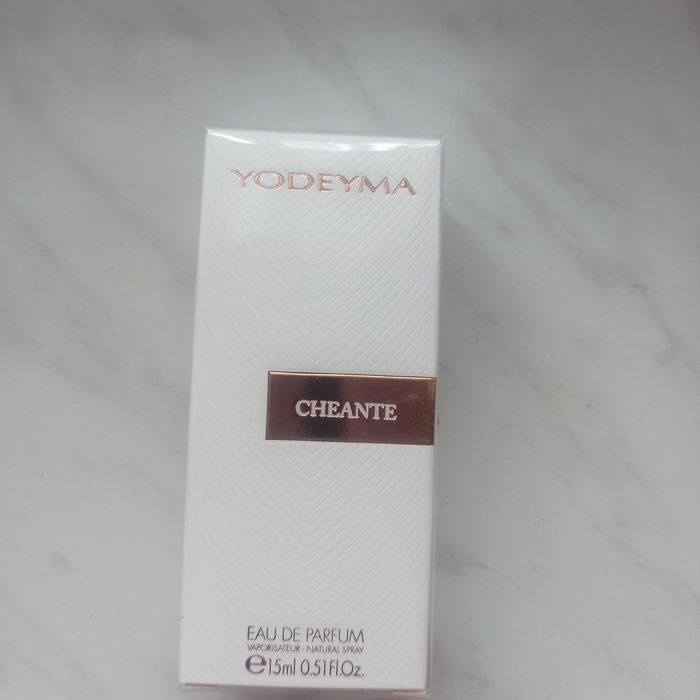 YODEYMA
CHEANTE
EAU DE PARFUM
VAPORISATEUR - NATURAL SPRAY
℮15ml 0.51Fl.Oz.